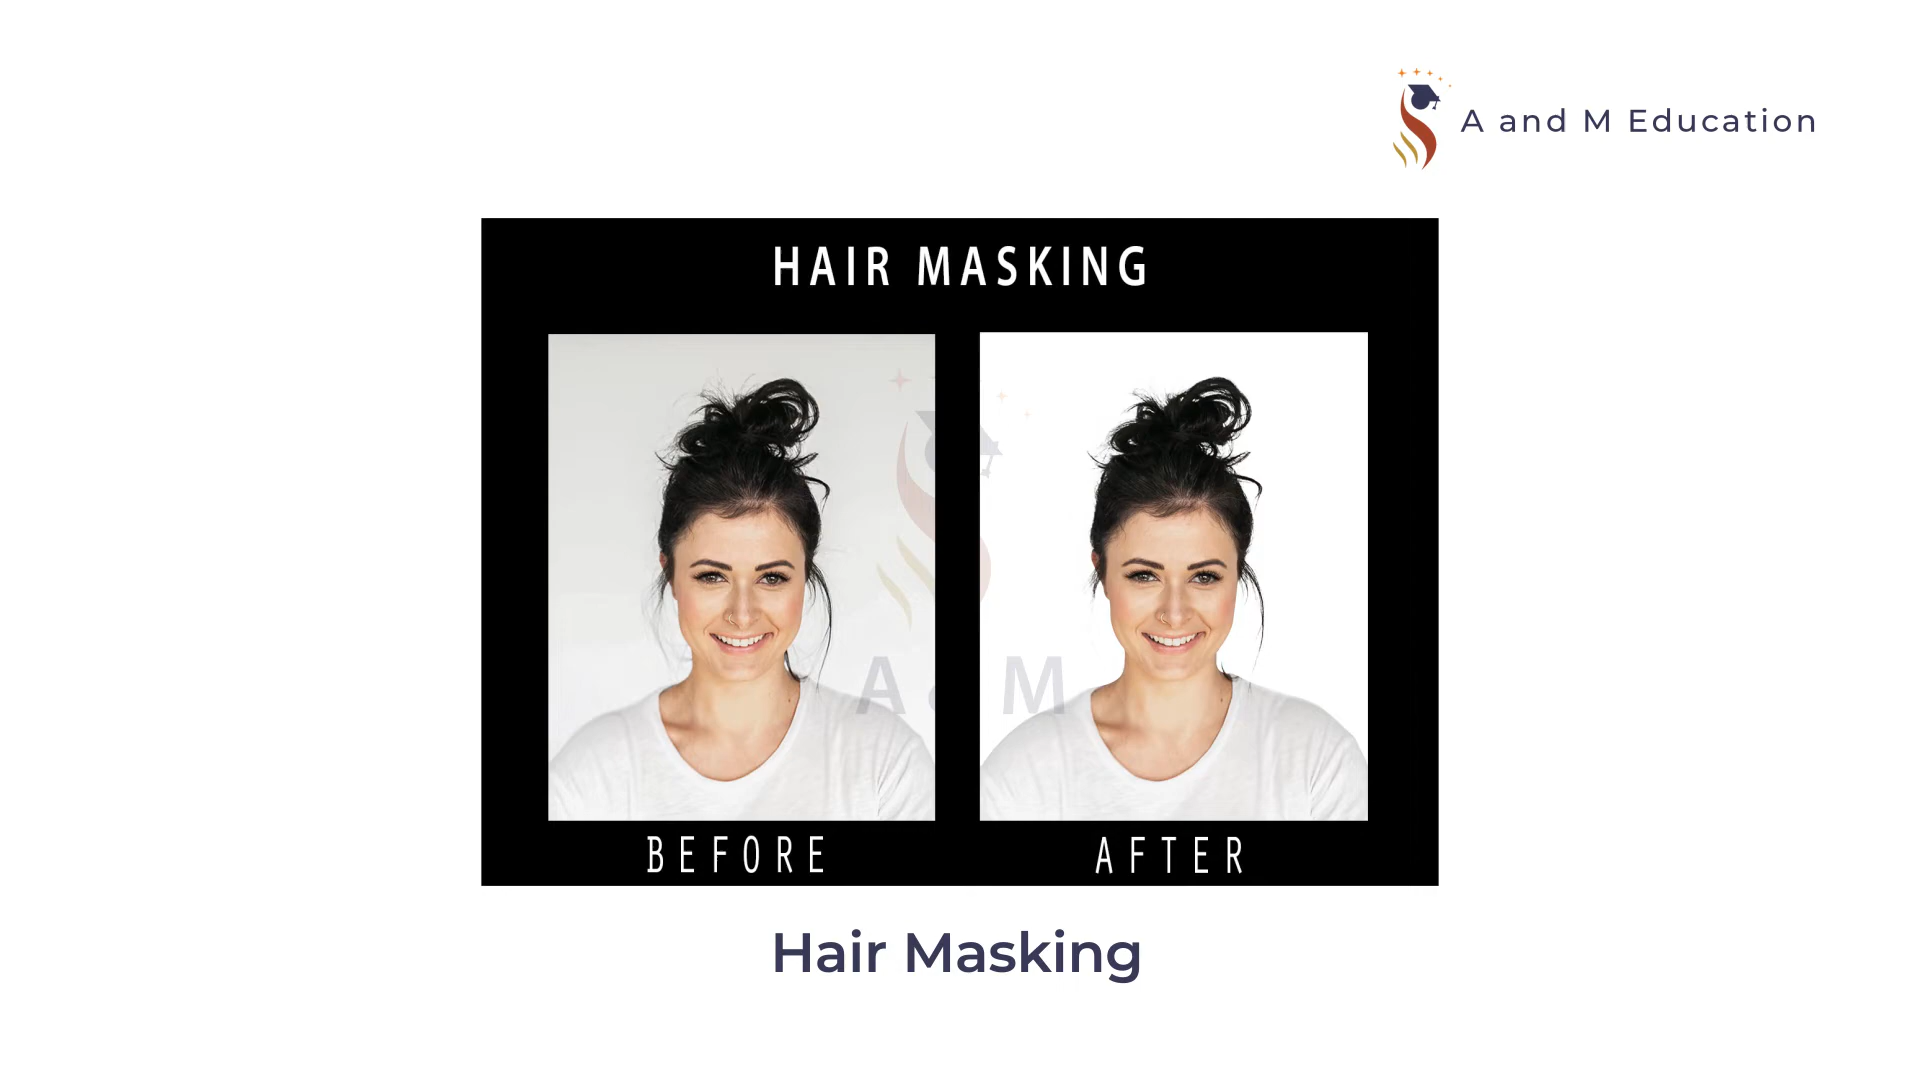 A and M Education
HAIR MASKING
A & M
BEFORE
AFTER
Hair Masking